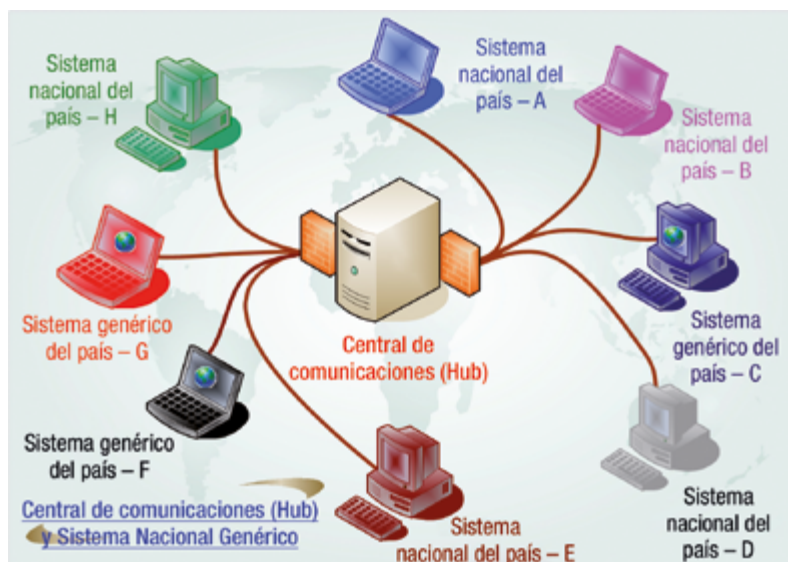 Sistema
nacional del
país – H
Sistema
nacional del
país – A
Sistema
nacional del
país – B
Sistema genérico
del país – G
Central de
comunicaciones (Hub)
Sistema
genérico del
país – C
Sistema genérico
del país – F
Central de comunicaciones (Hub)
y Sistema Nacional Genérico
Sistema
nacional del país – E
Sistema
nacional del
país – D